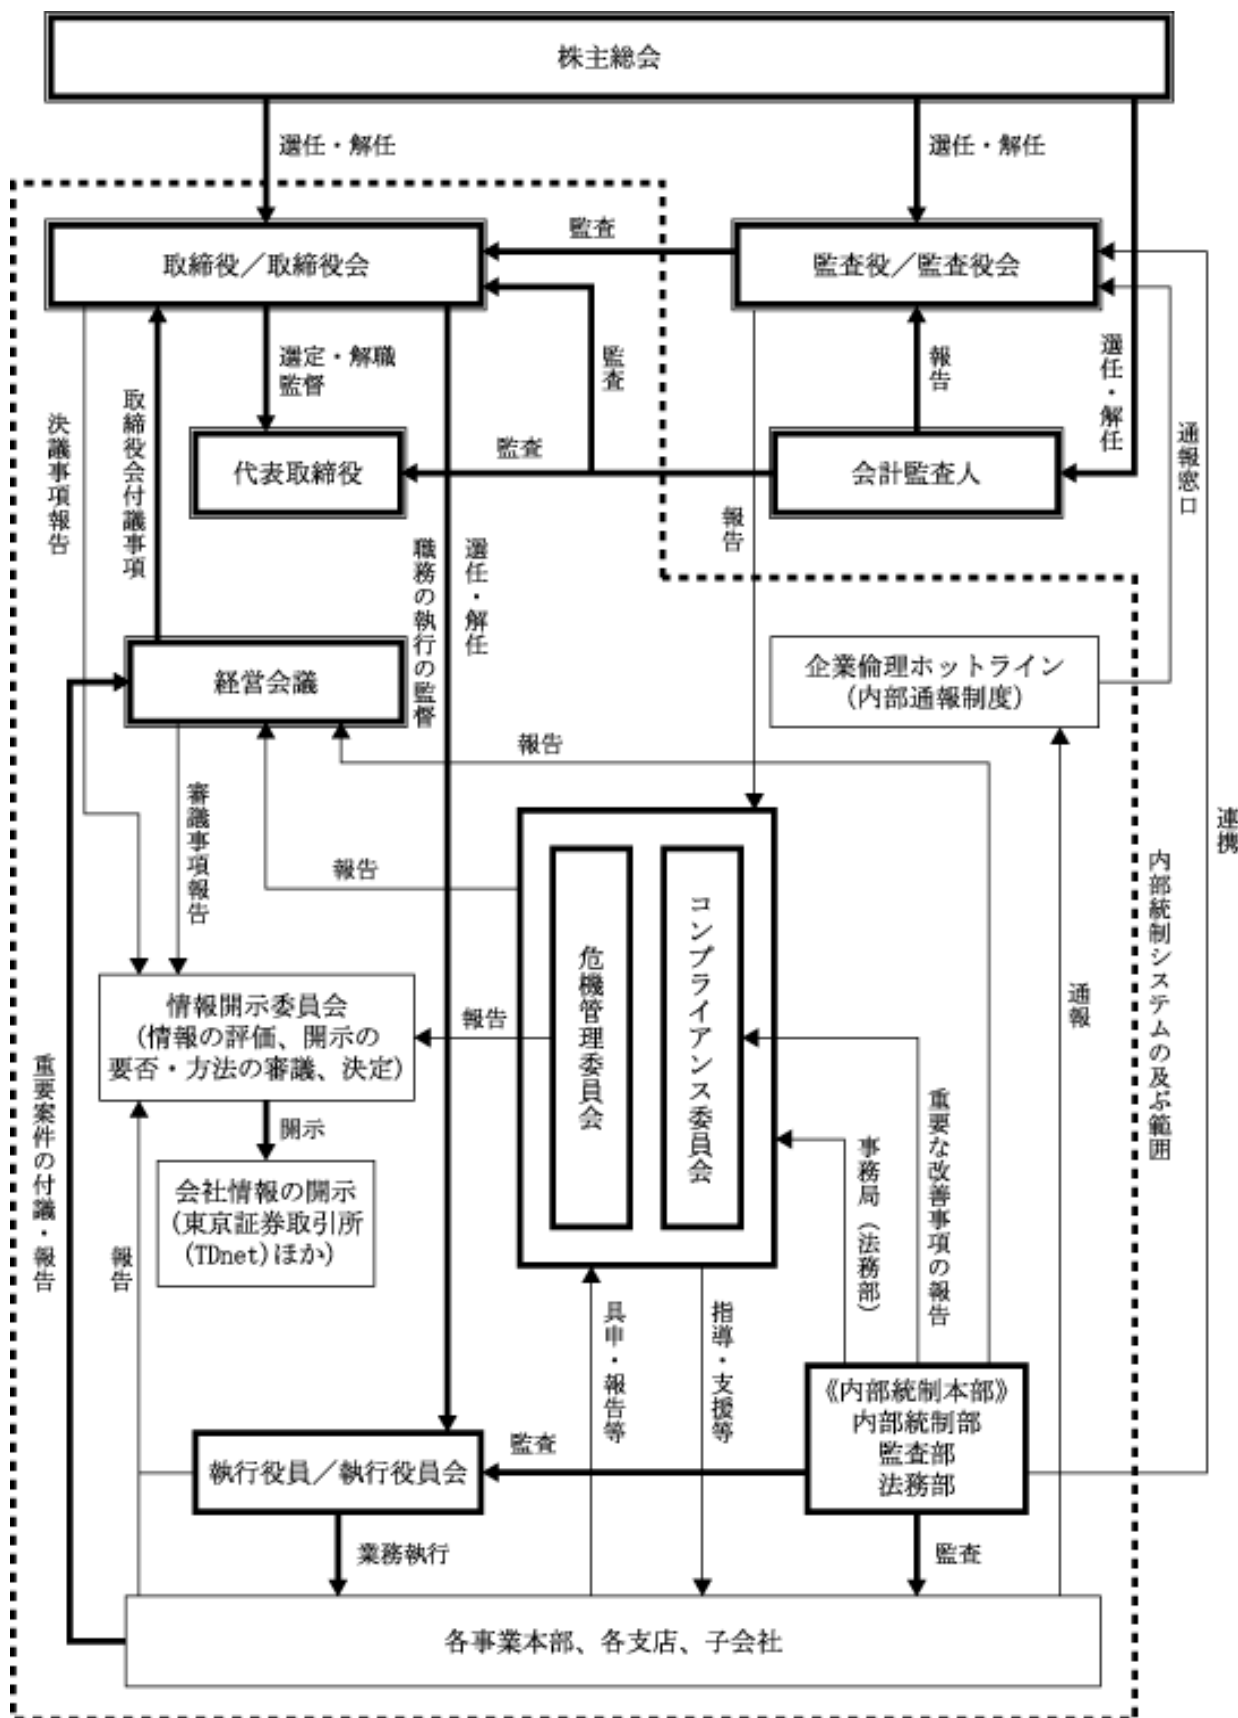 株主総会
選任・解任
選任・解任
監査
取締役／取締役会
監査役／監査役会
選定・解職
監督
監査
報告
選任・解任
決議事項報告
取締役会付議事項
代表取締役
監査
会計監査人
通報窓口
報告
職務の執行の監督
選任・解任
経営会議
企業倫理ホットライン
(内部通報制度)
報告
審議事項報告
報告
連携
内部統制システムの及ぶ範囲
危機管理委員会
コンプライアンス委員会
情報開示委員会
(情報の評価、開示の
要否・方法の審議、決定)
報告
通報
重要案件の付議・報告
開示
会社情報の開示
(東京証券取引所
(TDnet)ほか)
報告
事務局（法務部）
重要な改善事項の報告
具申・報告等
指導・支援等
《内部統制本部》
内部統制部
監査部
法務部
執行役員／執行役員会
監査
業務執行
監査
各事業本部、各支店、子会社